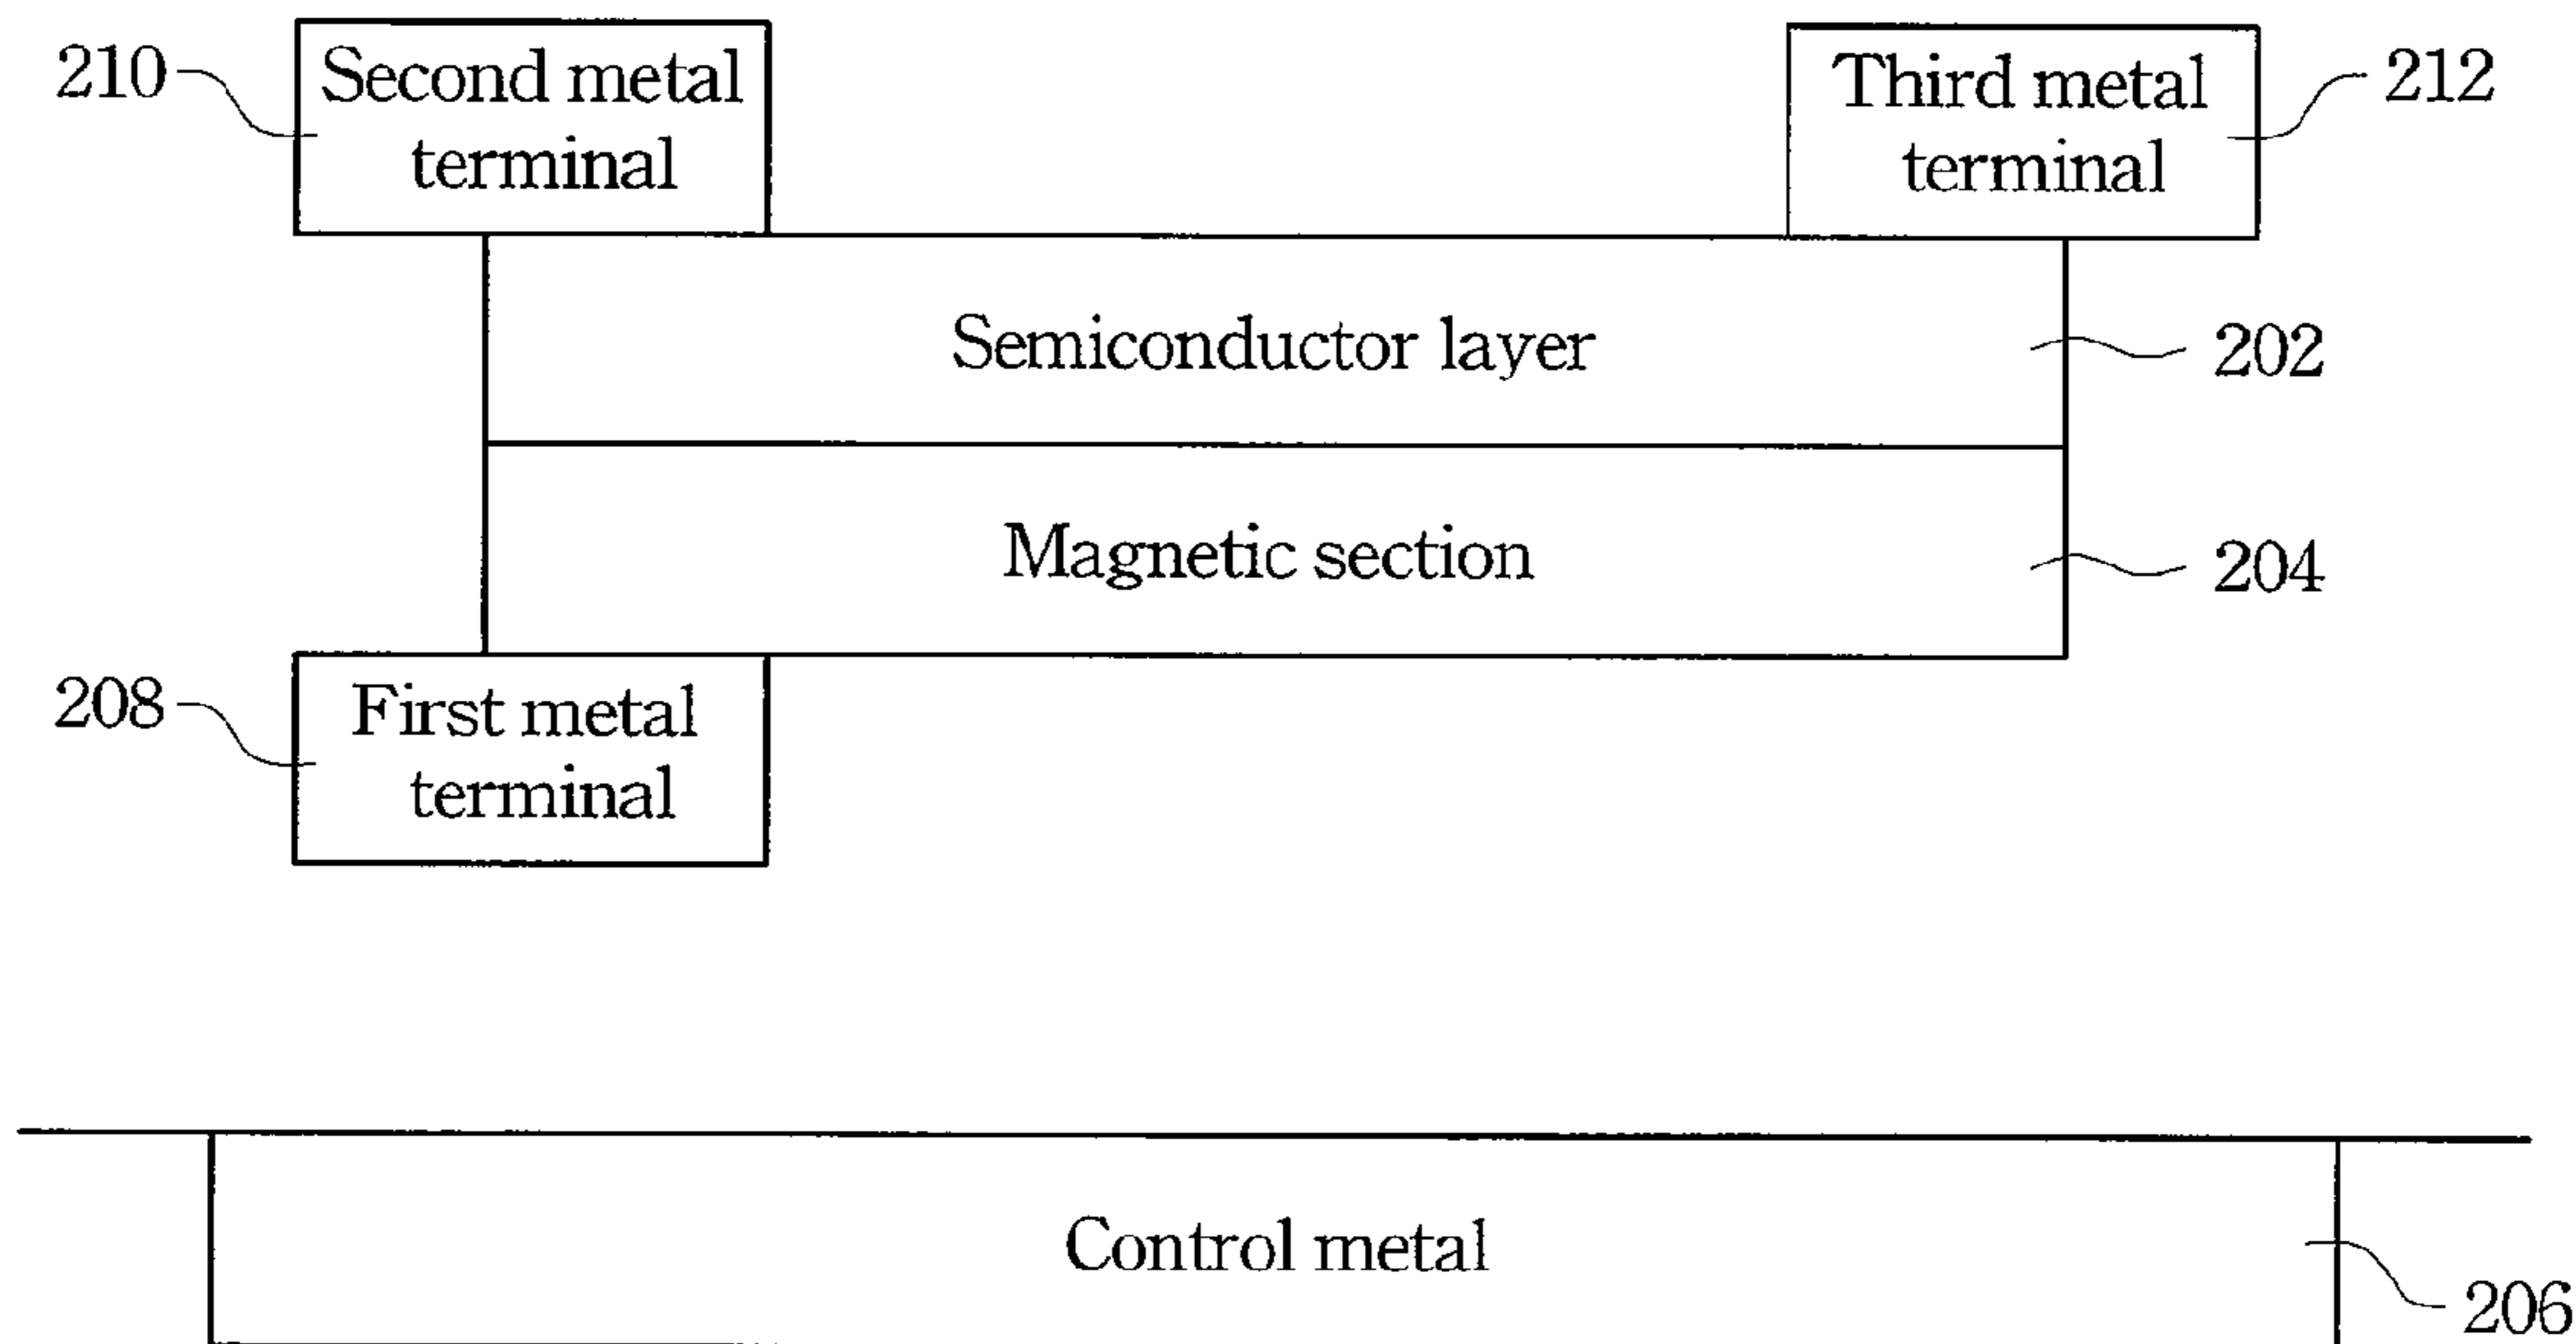 210
Second metal
terminal
Third metal
terminal
212
Semiconductor layer
202
Magnetic section
204
208
First metal
terminal
Control metal
206